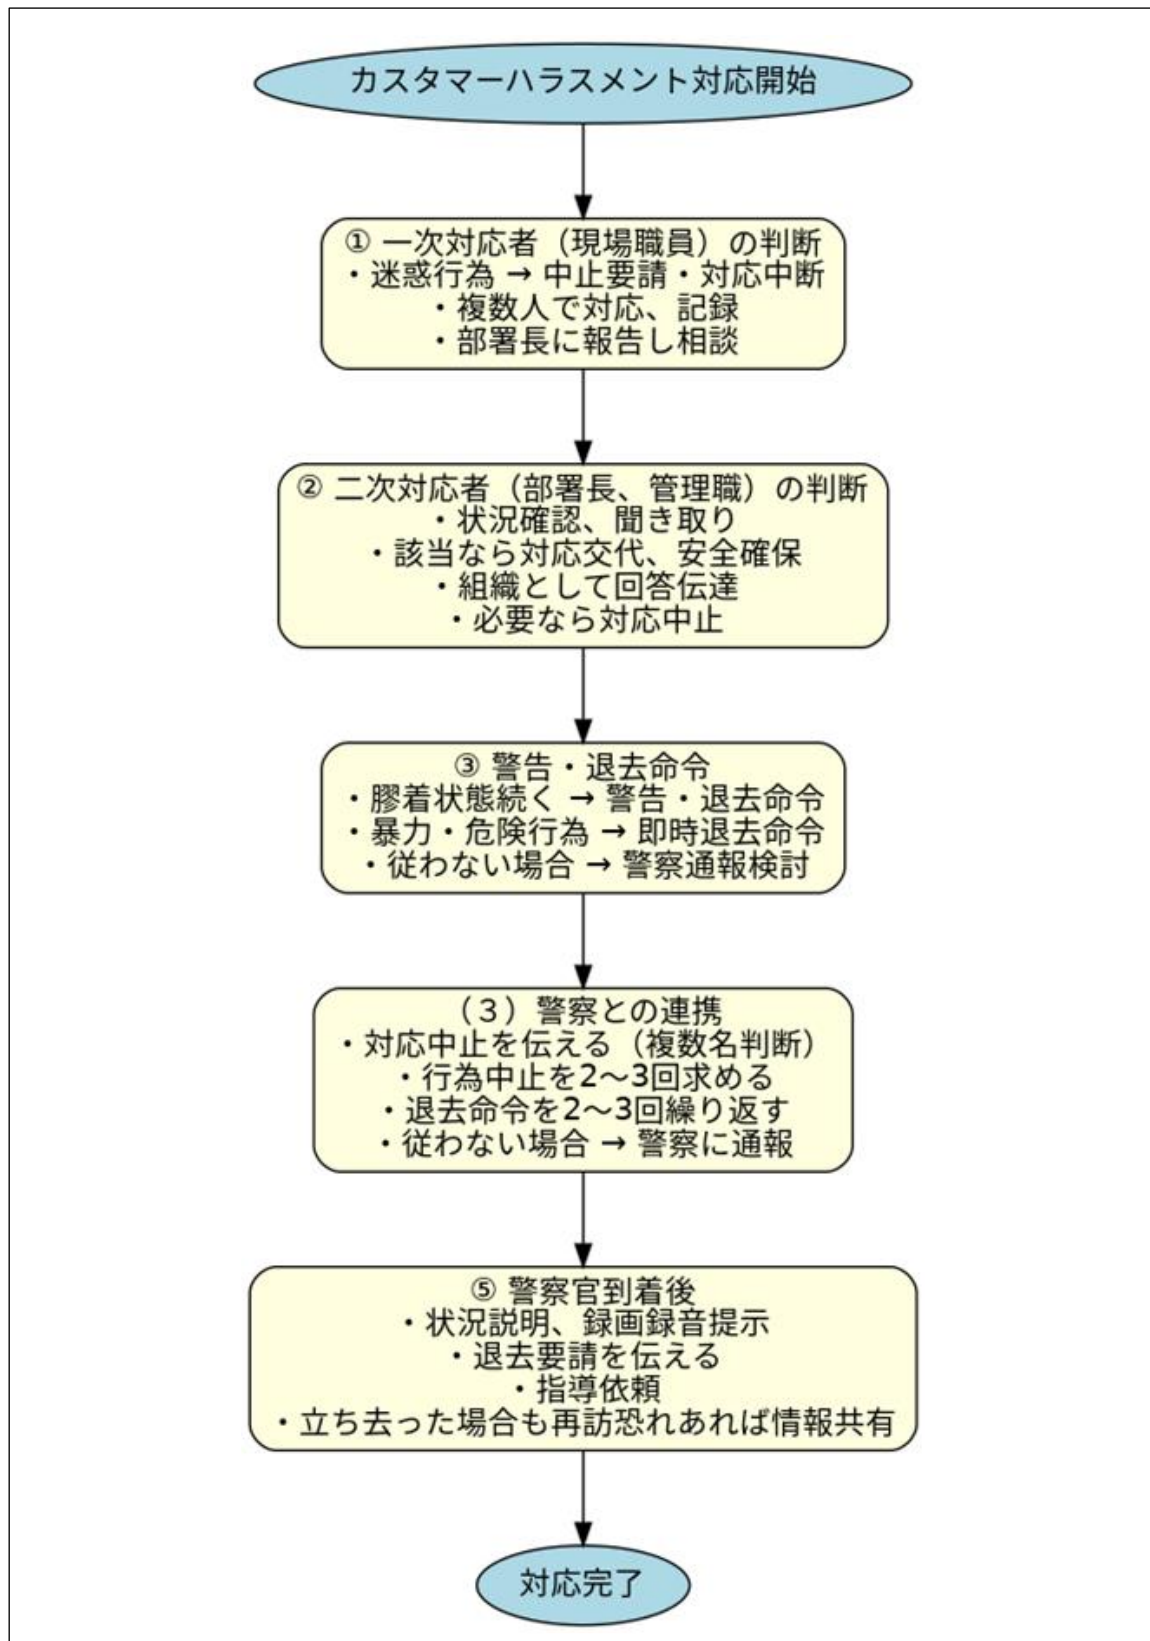 カスタマーハラスメント対応開始
① 一次対応者（現場職員）の判断
・迷惑行為 → 中止要請・対応中断
・複数人で対応、記録
・部署長に報告し相談
② 二次対応者（部署長、管理職）の判断
・状況確認、聞き取り
・該当なら対応交代、安全確保
・組織として回答伝達
・必要なら対応中止
③ 警告・退去命令
・膠着状態続く → 警告・退去命令
・暴力・危険行為 → 即時退去命令
・従わない場合 → 警察通報検討
（３）警察との連携
・対応中止を伝える（複数名判断）
・行為中止を2～3回求める
・退去命令を2～3回繰り返す
・従わない場合 → 警察に通報
⑤ 警察官到着後
・状況説明、録画録音提示
・退去要請を伝える
・指導依頼
・立ち去った場合も再訪恐れあれば情報共有
対応完了